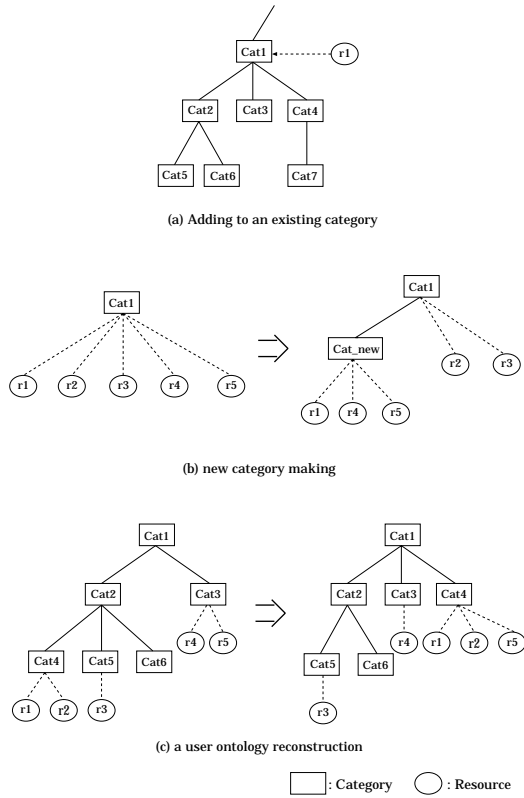 Cat1
r1
Cat2 Cat3 Cat4
Cat5 Cat6 Cat7
(a) Adding to an existing category
Cat1
r1 r2 r3 r4 r5
Cat1
Cat_new r2 r3
r1 r4 r5
(b) new category making
Cat1
Cat2 Cat3
r4 r5
Cat4 Cat5 Cat6
r1 r2 r3
Cat1
Cat2 Cat3 Cat4
r4 r1 r2 r5
Cat5 Cat6
r3
(c) a user ontology reconstruction
: Category : Resource